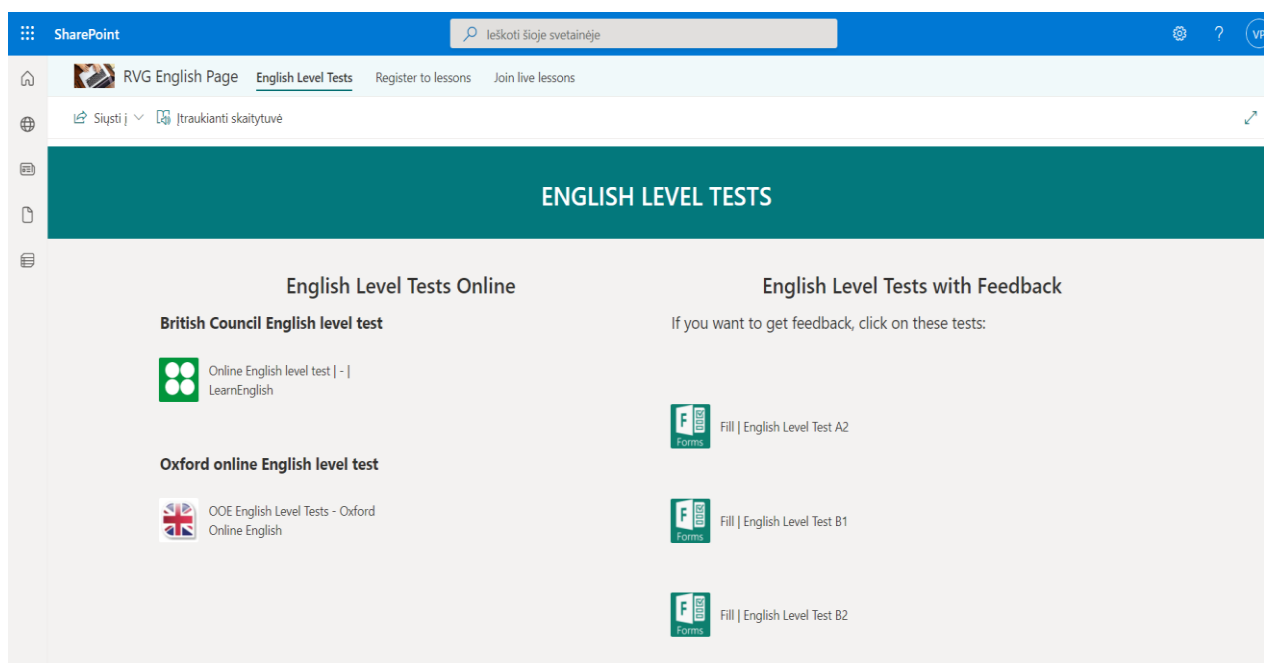 SharePoint
Ieškoti šioje svetainėje
?
VP
RVG English Page
English Level Tests
Register to lessons
Join live lessons
Siųsti į
Įtraukianti skaitytuvė
ENGLISH LEVEL TESTS
English Level Tests Online
British Council English level test
Online English level test | - |
LearnEnglish
Oxford online English level test
OOE English Level Tests - Oxford
Online English
English Level Tests with Feedback
If you want to get feedback, click on these tests:
F
Forms
Fill | English Level Test A2
F
Forms
Fill | English Level Test B1
F
Forms
Fill | English Level Test B2